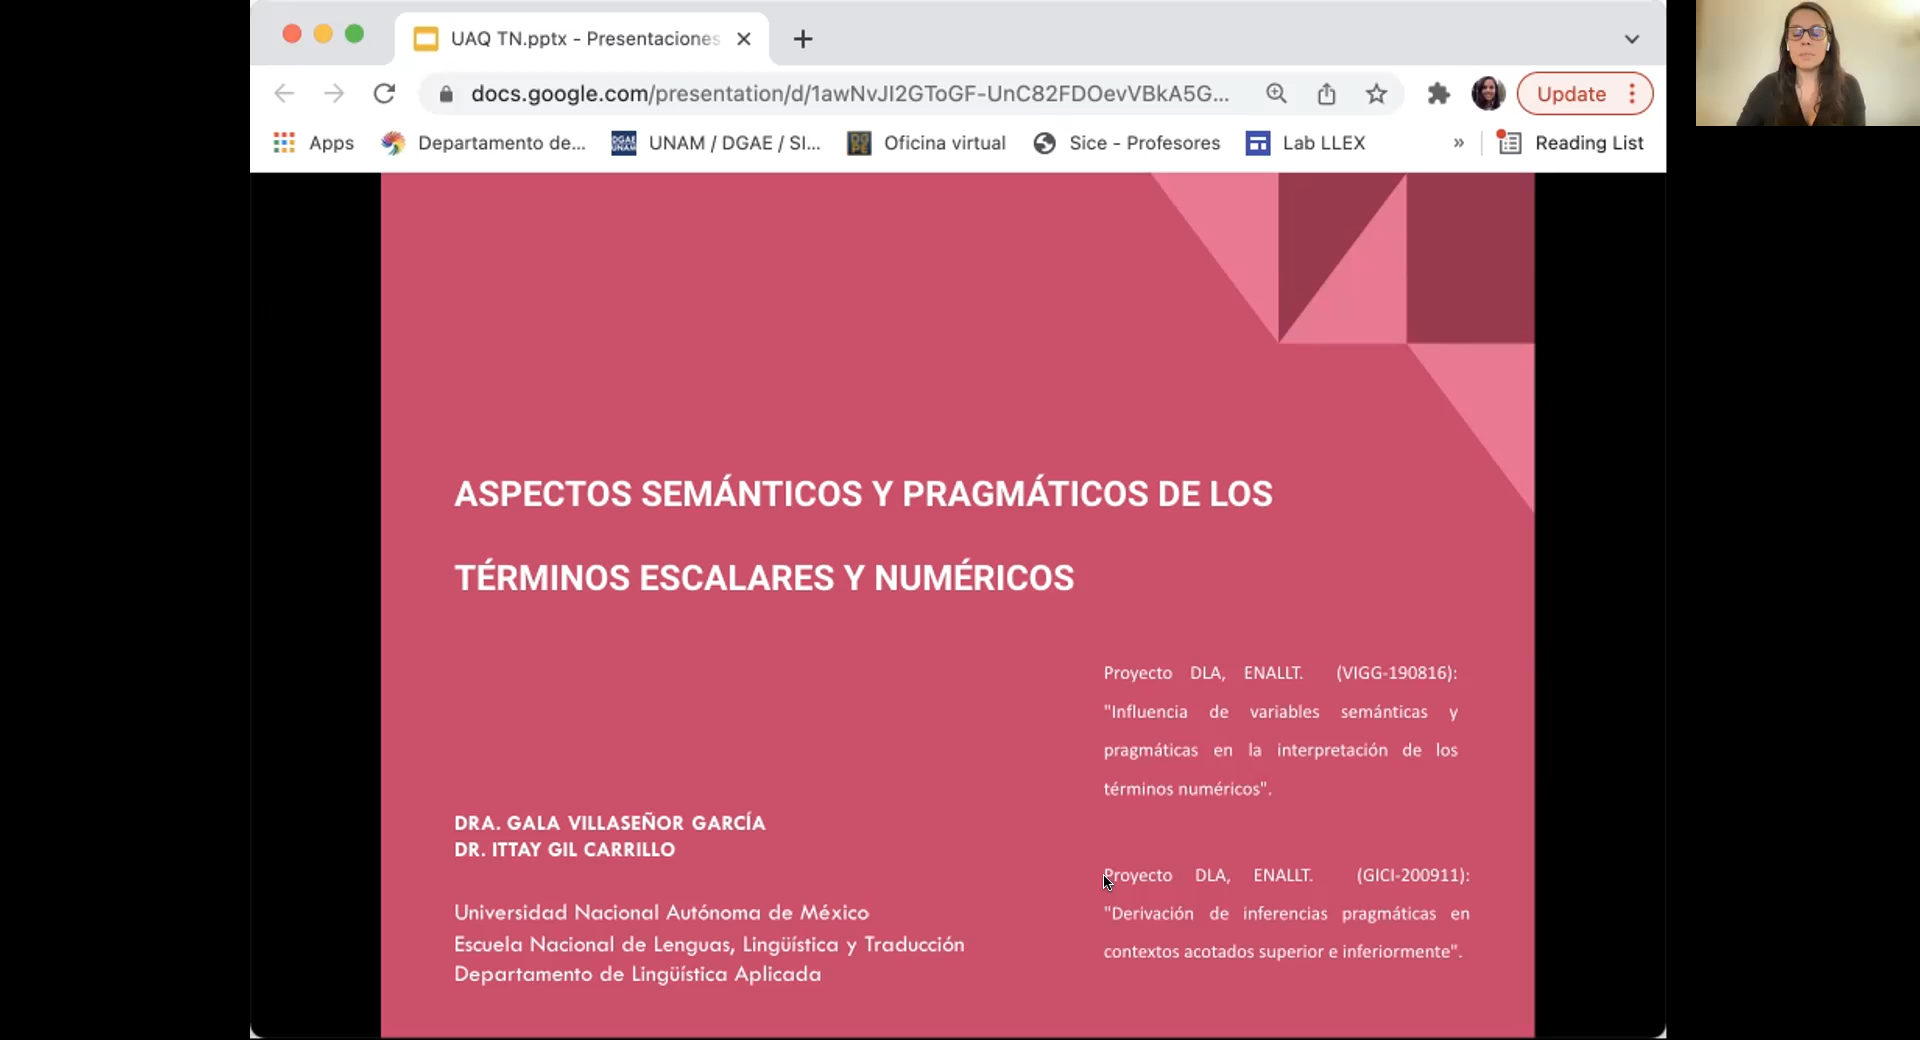 UAQ TN.pptx - Presentaciones
docs.google.com/presentation/d/1awNvJI2GToGF-UnC82FDOevVBkA5G...
Update
Apps
Departamento de...
UNAM / DGAE / SI...
Oficina virtual
Sice - Profesores
Lab LLEX
»
Reading List
ASPECTOS SEMÁNTICOS Y PRAGMÁTICOS DE LOS
TÉRMINOS ESCALARES Y NUMÉRICOS
Proyecto DLA, ENALLT. (VIGG-190816):
"Influencia de variables semánticas y
pragmáticas en la interpretación de los
términos numéricos".
DRA. GALA VILLASEÑOR GARCÍA
DR. ITTAY GIL CARRILLO
Proyecto DLA, ENALLT. (GICI-200911):
"Derivación de inferencias pragmáticas en
contextos acotados superior e inferiormente".
Universidad Nacional Autónoma de México
Escuela Nacional de Lenguas, Lingüística y Traducción
Departamento de Lingüística Aplicada